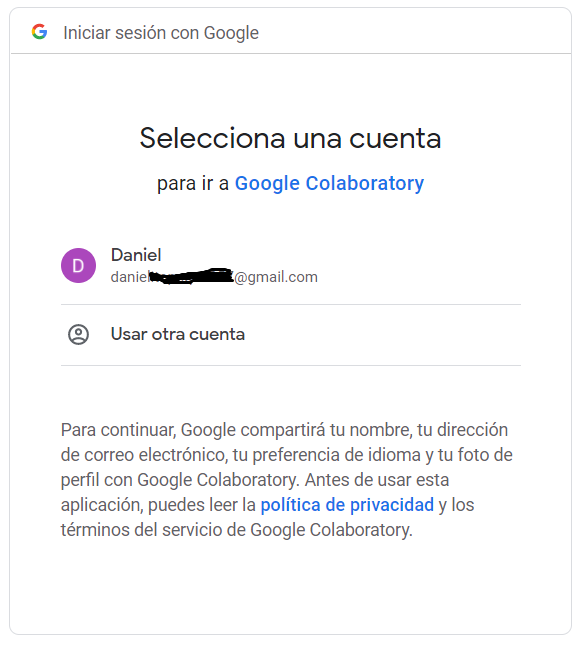 Iniciar sesión con Google
Selecciona una cuenta
para ir a Google Colaboratory
D
Daniel
daniel @gmail.com
Usar otra cuenta
Para continuar, Google compartirá tu nombre, tu dirección
de correo electrónico, tu preferencia de idioma y tu foto de
perfil con Google Colaboratory. Antes de usar esta
aplicación, puedes leer la política de privacidad y los
términos del servicio de Google Colaboratory.